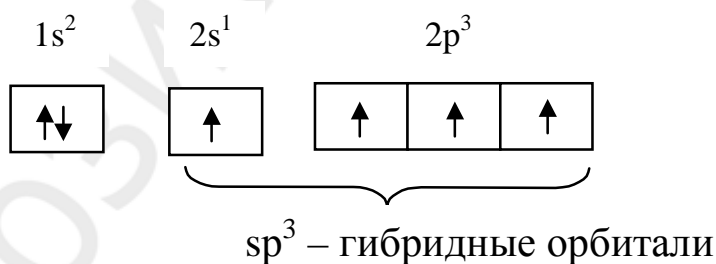 1s² 2s¹ 2p³
sp³ – гибридные орбитали